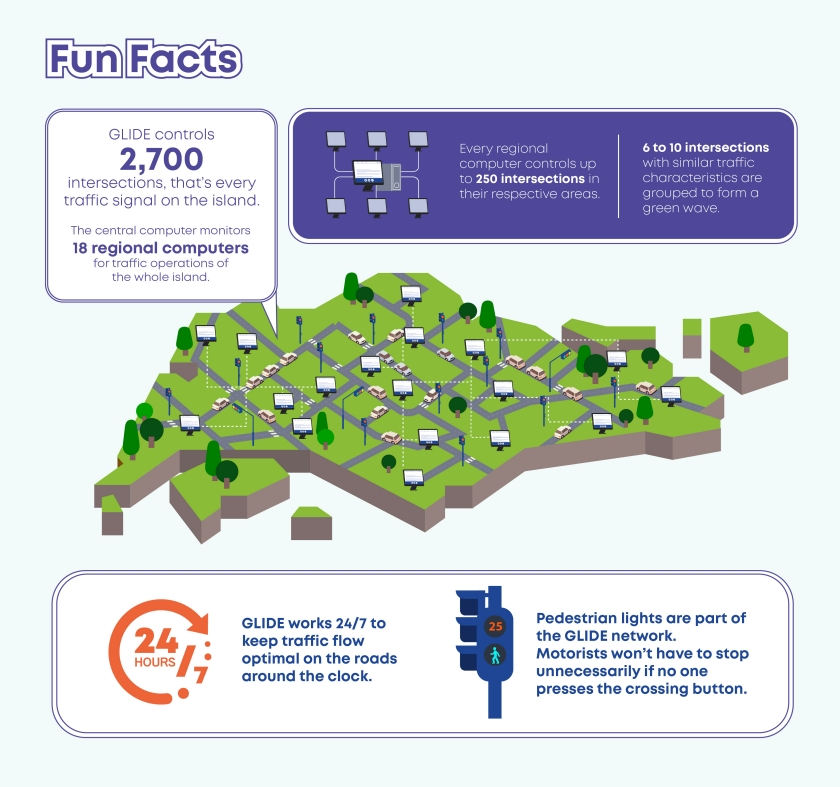 Fun Facts
GLIDE controls
2,700
intersections, that's every
traffic signal on the island.
The central computer monitors
18 regional computers
for traffic operations of
the whole island.
Every regional
computer controls up
to 250 intersections in
their respective areas.
6 to 10 intersections
with similar traffic
characteristics are
grouped to form a
green wave.
24
HOURS
/7
GLIDE works 24/7 to
keep traffic flow
optimal on the roads
around the clock.
25
Pedestrian lights are part of
the GLIDE network.
Motorists won't have to stop
unnecessarily if no one
presses the crossing button.